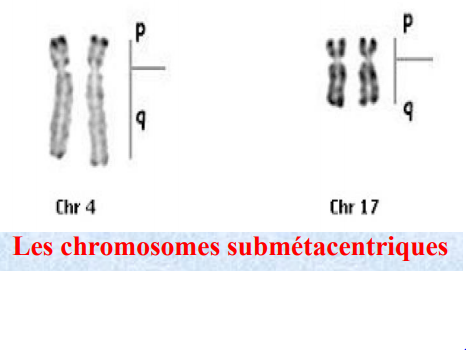 p
p
q
q
Chr 4
Chr 17
Les chromosomes submétacentriques